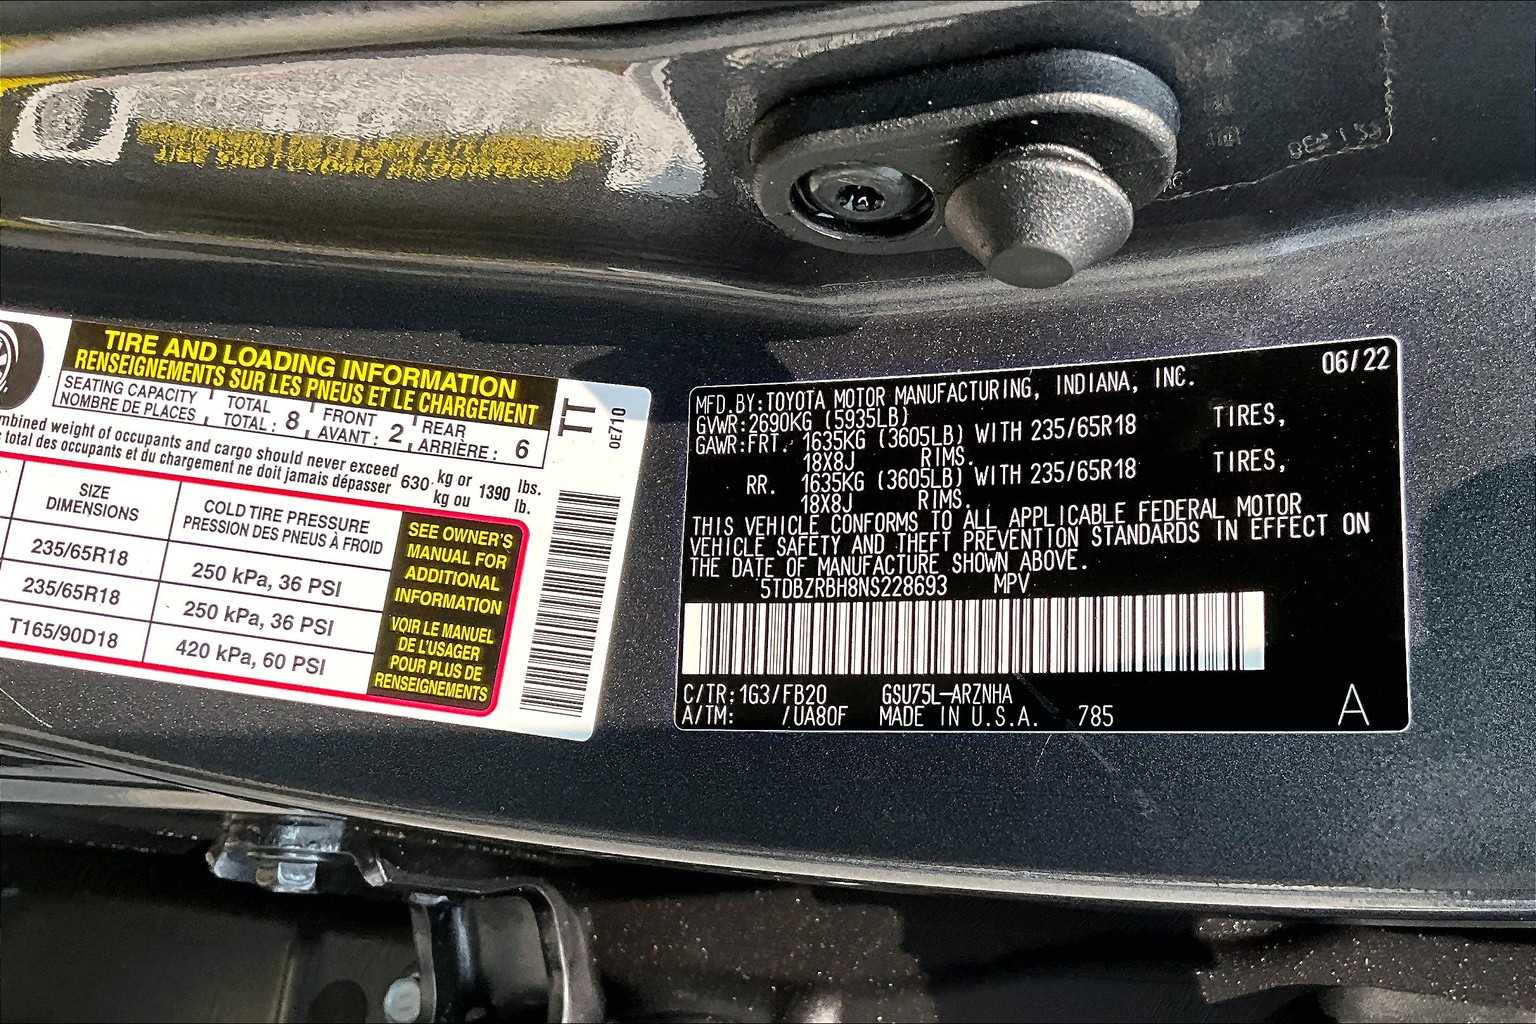 TIRE AND LOADING INFORMATION
RENSEIGNEMENTS SUR LES PNEUS ET LE CHARGEMENT
SEATING CAPACITY
NOMBRE DE PLACES
TOTAL
TOTAL : 8
FRONT
AVANT : 2
REAR
ARRIÈRE : 6
combined weight of occupants and cargo should never exceed
total des occupants et du chargement ne doit jamais dépasser
630 kg or
kg ou
1390 lbs.
lb.
SIZE
DIMENSIONS
COLD TIRE PRESSURE
PRESSION DES PNEUS À FROID
235/65R18 250 kPa, 36 PSI
235/65R18 250 kPa, 36 PSI
T165/90D18 420 kPa, 60 PSI
SEE OWNER'S
MANUAL FOR
ADDITIONAL
INFORMATION
VOIR LE MANUEL
DE L'USAGER
POUR PLUS DE
RENSEIGNEMENTS
TT
0E710
06/22
MFD.BY:TOYOTA MOTOR MANUFACTURING, INDIANA, INC.
GVWR:2690KG (5935LB)
GAWR:FRT. 1635KG (3605LB) WITH 235/65R18 TIRES,
18X8J RIMS.
RR. 1635KG (3605LB) WITH 235/65R18 TIRES,
18X8J RIMS.
THIS VEHICLE CONFORMS TO ALL APPLICABLE FEDERAL MOTOR
VEHICLE SAFETY AND THEFT PREVENTION STANDARDS IN EFFECT ON
THE DATE OF MANUFACTURE SHOWN ABOVE.
5TDBZRBH8NS228693 MPV
C/TR:1G3/FB20 GSU75L-ARZNHA
A/TM: /UA80F MADE IN U.S.A. 785
A